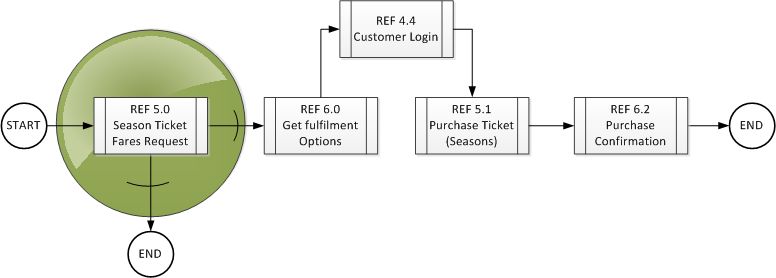 START
REF 5.0
Season Ticket
Fares Request
END
REF 6.0
Get fulfilment
Options
REF 4.4
Customer Login
REF 5.1
Purchase Ticket
(Seasons)
REF 6.2
Purchase
Confirmation
END